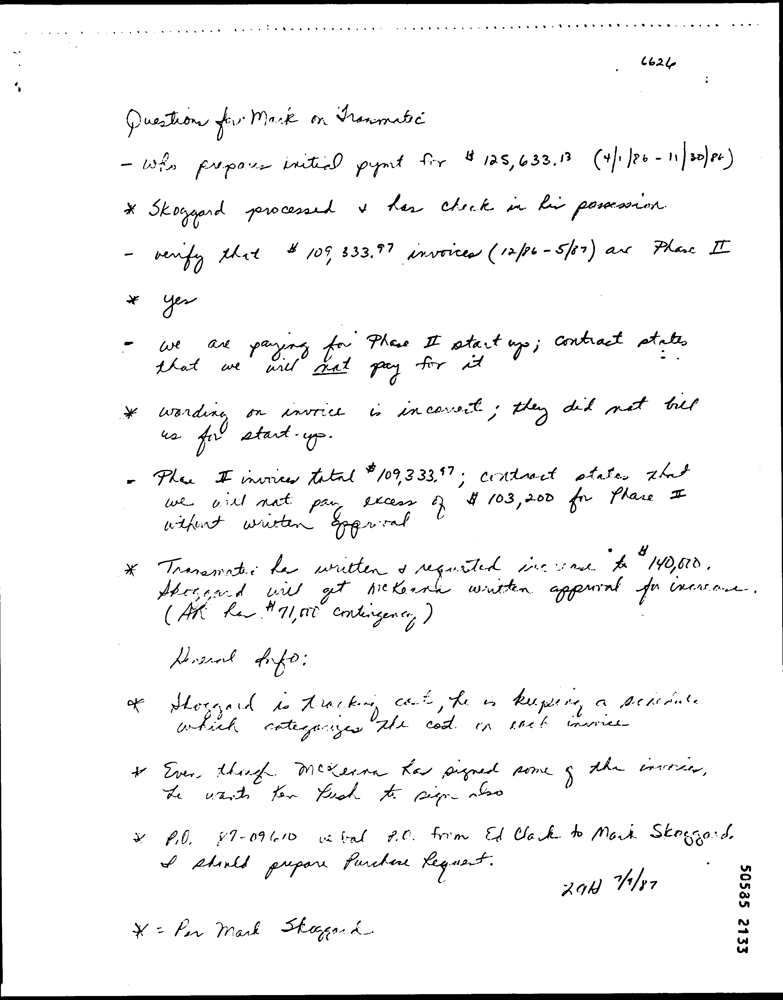 6626
Questions for Mark on Transmatic
- Who prepares initial pymt for $125,633.13 (4/1/86 - 11/30/86)
* Skoggard processed & has check in his possession.
- verify that $109,333.97 invoices (12/86 - 5/87) are Phase II
* yes
- we are paying for Phase II start up; contract states
that we will not pay for it
* wording on invoice is incorrect; they did not bill
us for start-up.
- Phase II invoices total $109,333.97; contract states that
we will not pay excess of $103,200 for Phase II
without written approval
* Transmatic has written & requested increase to $140,000.
Skoggard will get McKenna written approval for increase.
(AR has $71,000 contingency)
General Info:
* Skoggard is tracking cost, he is keeping a schedule
which categorizes the cost on each invoice
* Even though McKenna has signed some of the invoices,
he wants Ken Rush to sign also
* P.O. 87-09610 verbal P.O. from Ed Clark to Mark Skoggard.
I should prepare Purchase Request.
7/9/87
* = Per Mark Skoggard
50585 2133